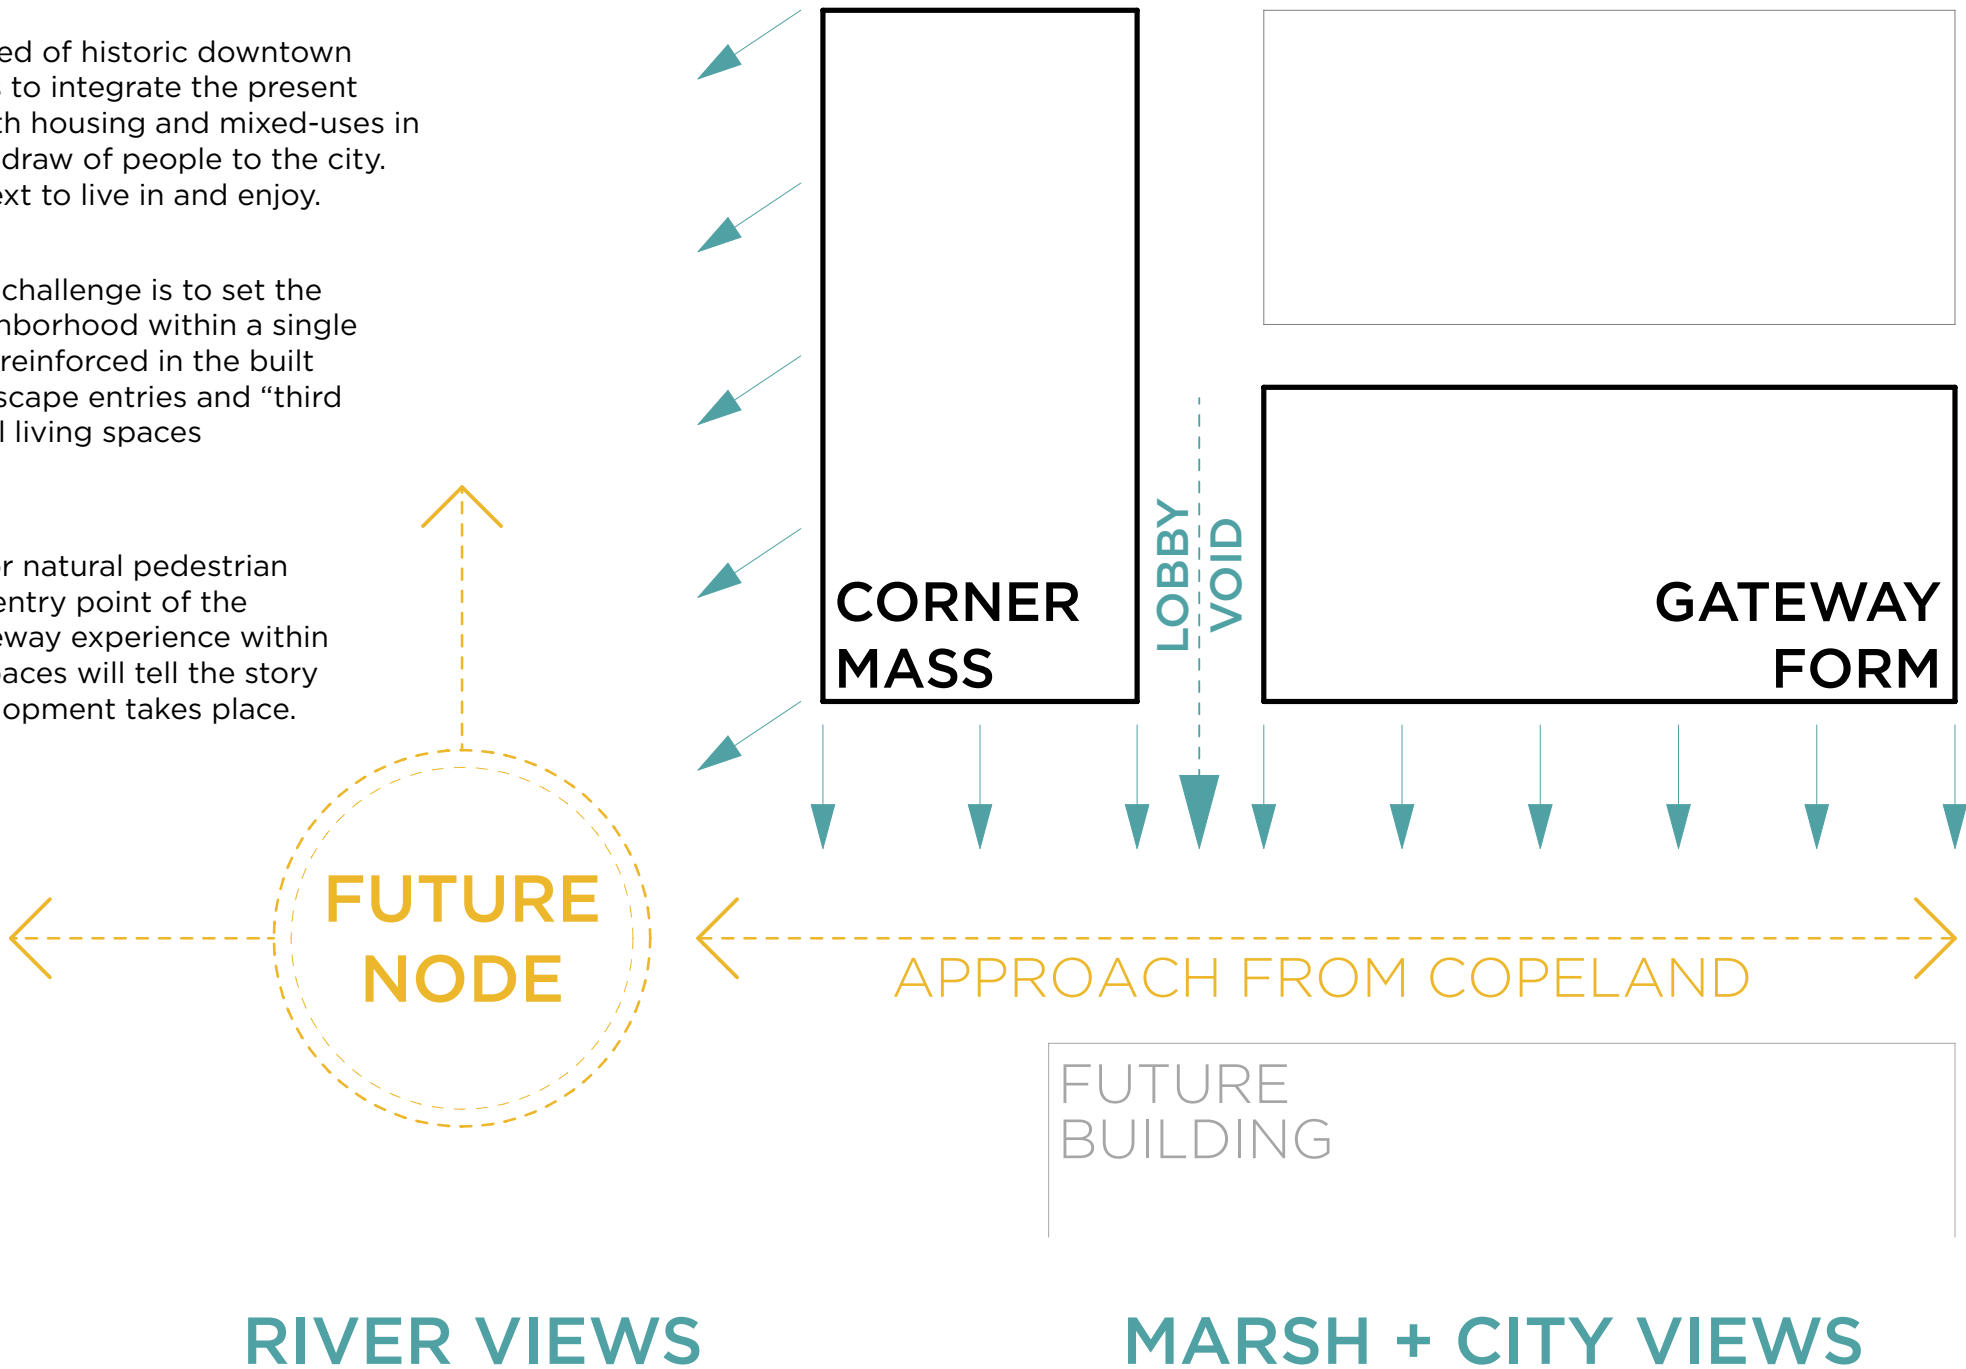 ed of historic downtown
s to integrate the present
th housing and mixed-uses in
draw of people to the city.
ext to live in and enjoy.
challenge is to set the
nborhood within a single
reinforced in the built
scape entries and “third
l living spaces
or natural pedestrian
entry point of the
eway experience within
paces will tell the story
lopment takes place.
CORNER
MASS
LOBBY
VOID
GATEWAY
FORM
FUTURE
NODE
APPROACH FROM COPELAND
FUTURE
BUILDING
RIVER VIEWS
MARSH + CITY VIEWS